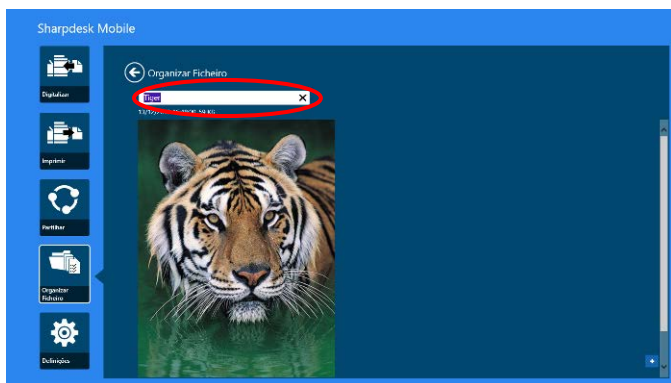 Sharpdesk Mobile
Digitalizar
Organizar Ficheiro
Tiger
Imprimir
Partilhar
Organizar
Ficheiro
Definições